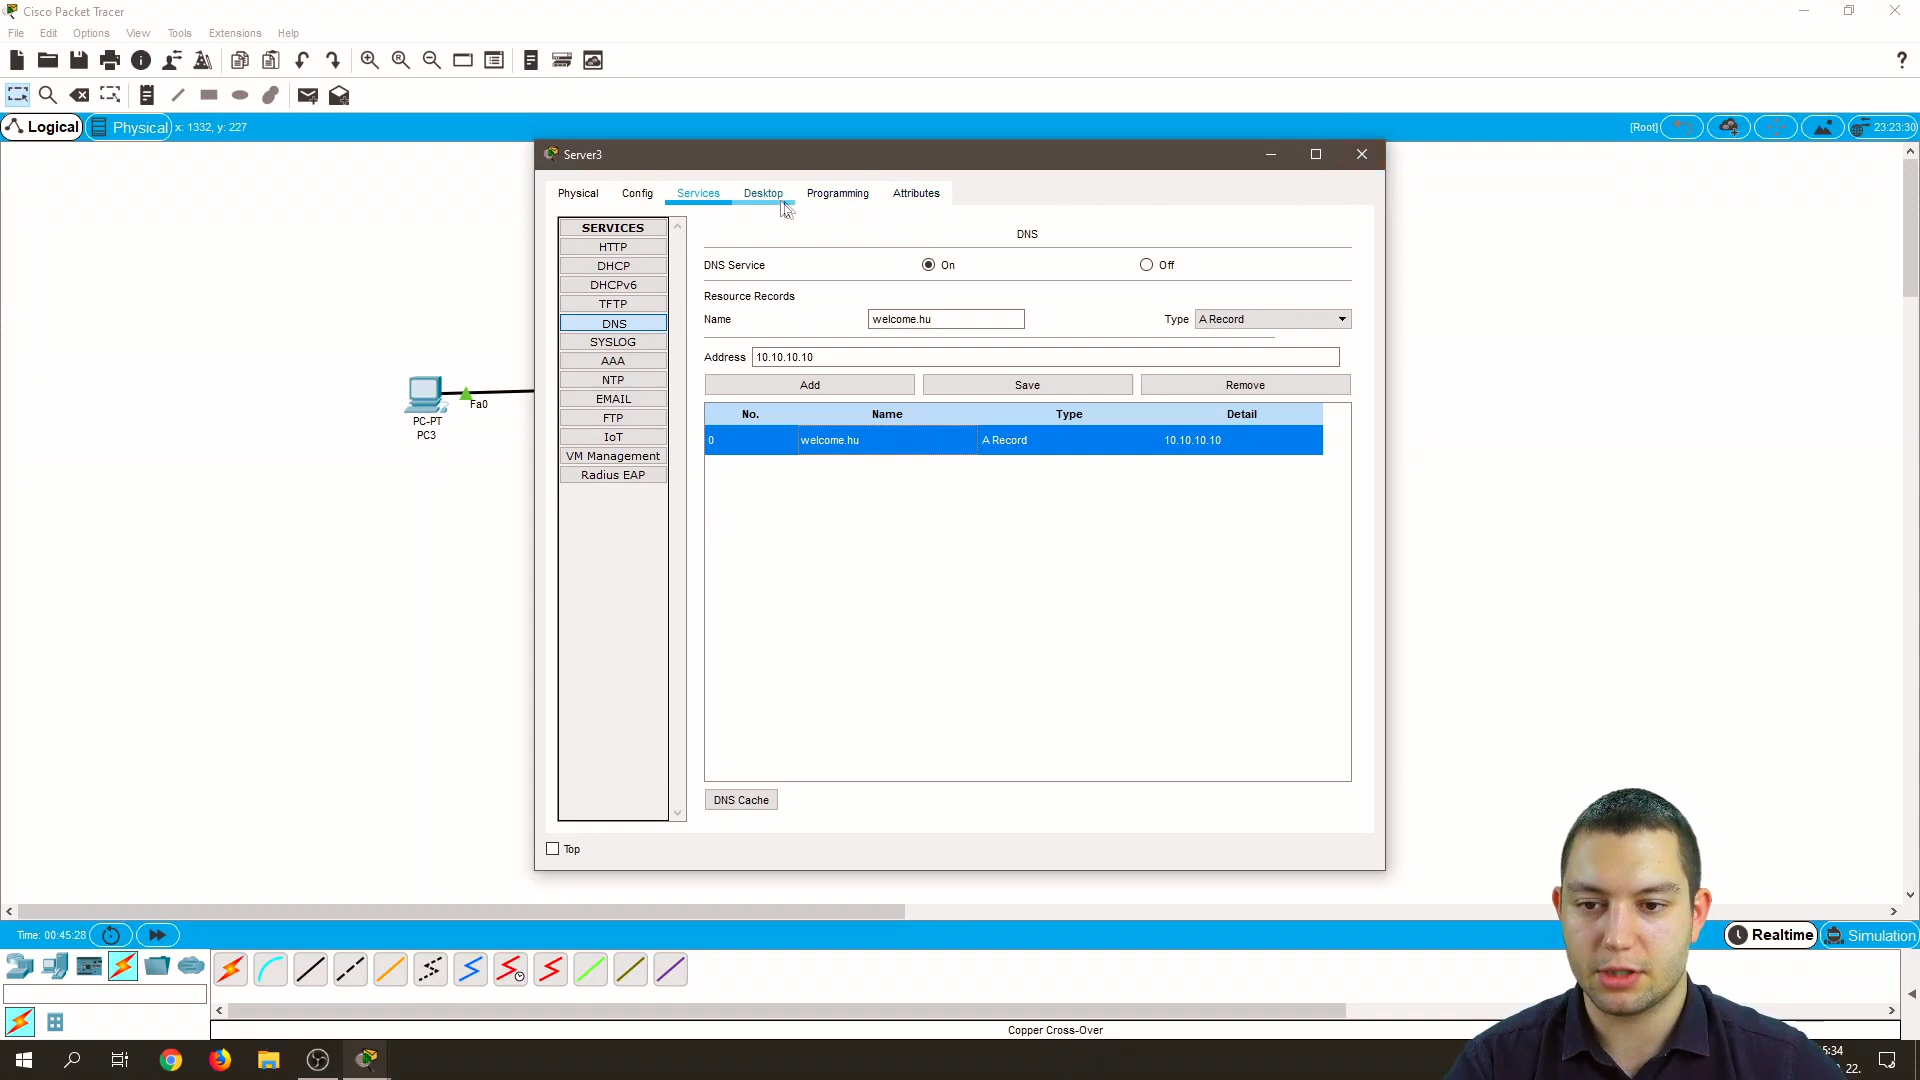 Cisco Packet Tracer
File Edit Options View Tools Extensions Help
Logical Physical x: 1332, y: 227 [Root] 23:23:30
Server3
Physical Config Services Desktop Programming Attributes
SERVICES
HTTP
DHCP
DHCPv6
TFTP
DNS
SYSLOG
AAA
NTP
EMAIL
FTP
IoT
VM Management
Radius EAP
DNS
DNS Service On Off
Resource Records
Name welcome.hu Type A Record
Address 10.10.10.10
Add Save Remove
No. Name Type Detail
0 welcome.hu A Record 10.10.10.10
DNS Cache
Top
Fa0
PC-PT
PC3
Time: 00:45:28 Realtime Simulation
Copper Cross-Over
5:34
22.